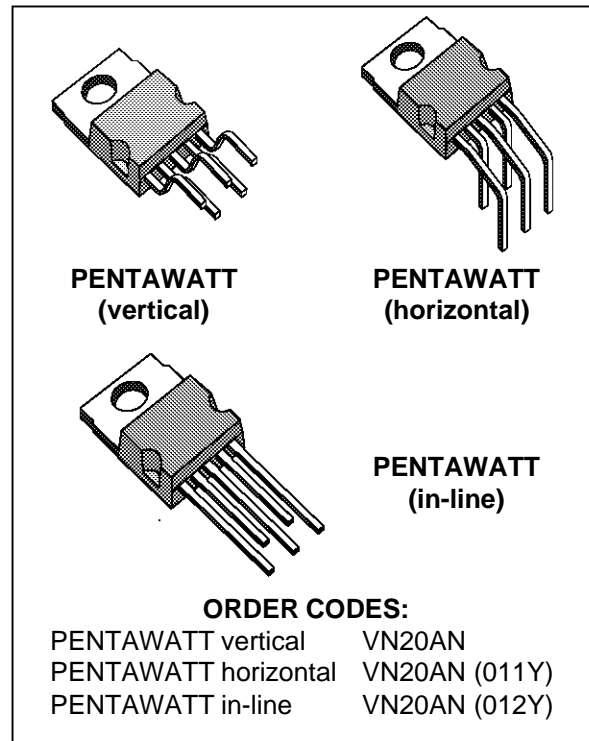 PENTAWATT
(vertical)
PENTAWATT
(horizontal)
PENTAWATT
(in-line)
ORDER CODES:
PENTAWATT vertical VN20AN
PENTAWATT horizontal VN20AN (011Y)
PENTAWATT in-line VN20AN (012Y)